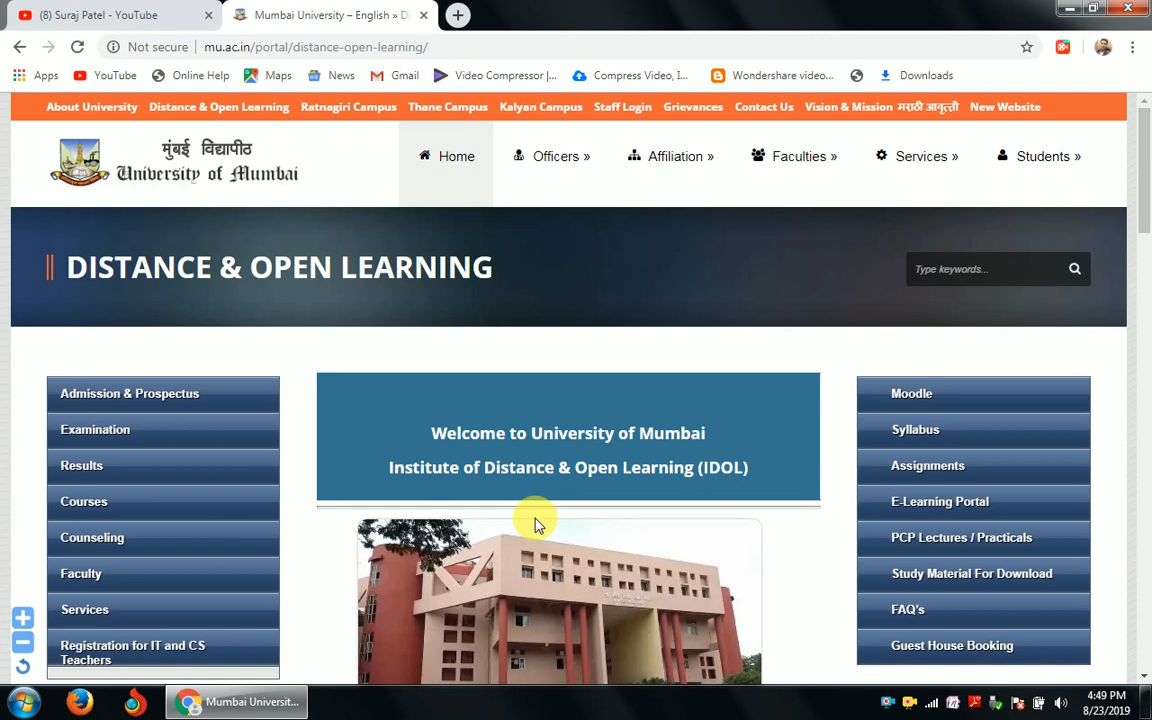 (8) Suraj Patel - YouTube
Mumbai University – English » Di
Not secure
mu.ac.in/portal/distance-open-learning/
Apps
YouTube
Online Help
Maps
News
Gmail
Video Compressor |...
Compress Video, I...
Wondershare video...
Downloads
About University
Distance & Open Learning
Ratnagiri Campus
Thane Campus
Kalyan Campus
Staff Login
Grievances
Contact Us
Vision & Mission
मराठी आवृत्ती
New Website
मुंबई विद्यापीठ
University of Mumbai
Home
Officers »
Affiliation »
Faculties »
Services »
Students »
DISTANCE & OPEN LEARNING
Type keywords...
Admission & Prospectus
Examination
Results
Courses
Counseling
Faculty
Services
Registration for IT and CS
Teachers
Welcome to University of Mumbai
Institute of Distance & Open Learning (IDOL)
Moodle
Syllabus
Assignments
E-Learning Portal
PCP Lectures / Practicals
Study Material For Download
FAQ's
Guest House Booking
Mumbai Universit...
4:49 PM
8/23/2019